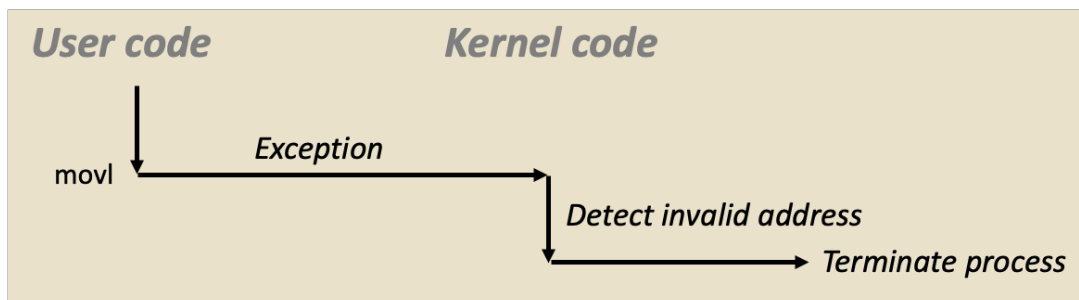 User code
Kernel code
Exception
movl
Detect invalid address
Terminate process